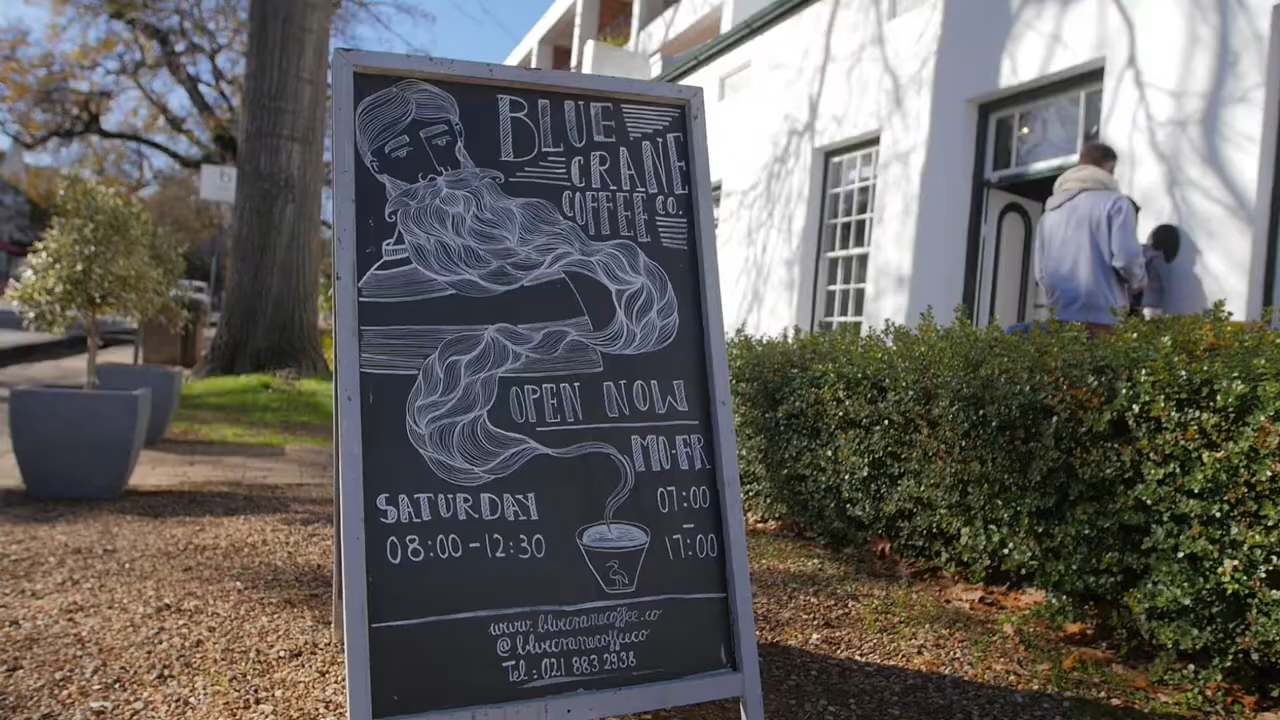 BLUE
CRANE
COFFEE CO.
OPEN NOW
MO-FR
07:00
–
17:00
SATURDAY
08:00-12:30
www.bluecranecoffee.co
@bluecranecoffeeco
Tel: 021 883 2938